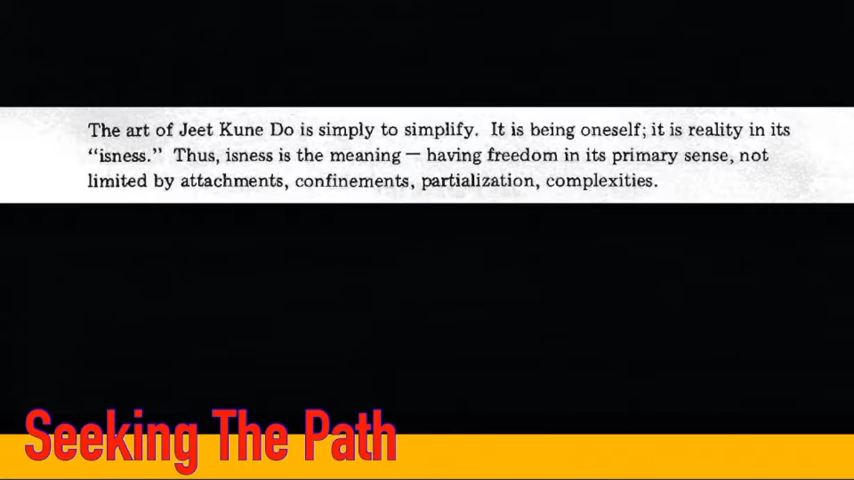 The art of Jeet Kune Do is simply to simplify. It is being oneself; it is reality in its
“isness.” Thus, isness is the meaning — having freedom in its primary sense, not
limited by attachments, confinements, partialization, complexities.
Seeking The Path